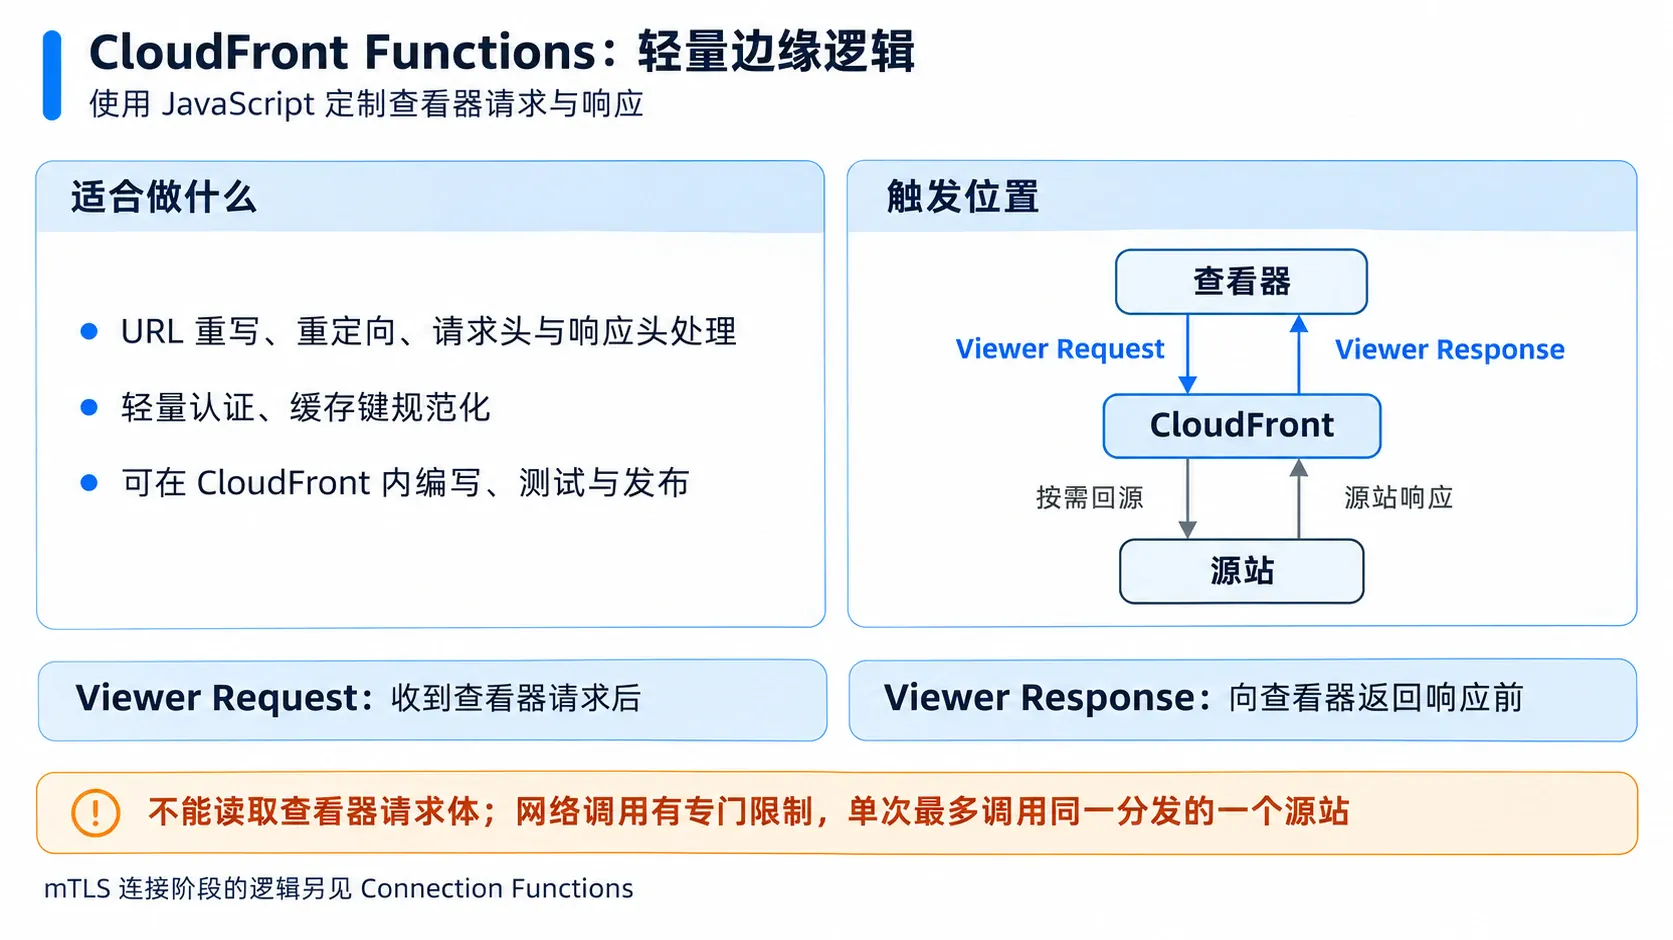 CloudFront Functions：轻量边缘逻辑
使用 JavaScript 定制查看器请求与响应
适合做什么
URL 重写、重定向、请求头与响应头处理
轻量认证、缓存键规范化
可在 CloudFront 内编写、测试与发布
触发位置
查看器
Viewer Request
Viewer Response
CloudFront
按需回源
源站响应
源站
Viewer Request：收到查看器请求后
Viewer Response：向查看器返回响应前
不能读取查看器请求体；网络调用有专门限制，单次最多调用同一分发的一个源站
mTLS 连接阶段的逻辑另见 Connection Functions